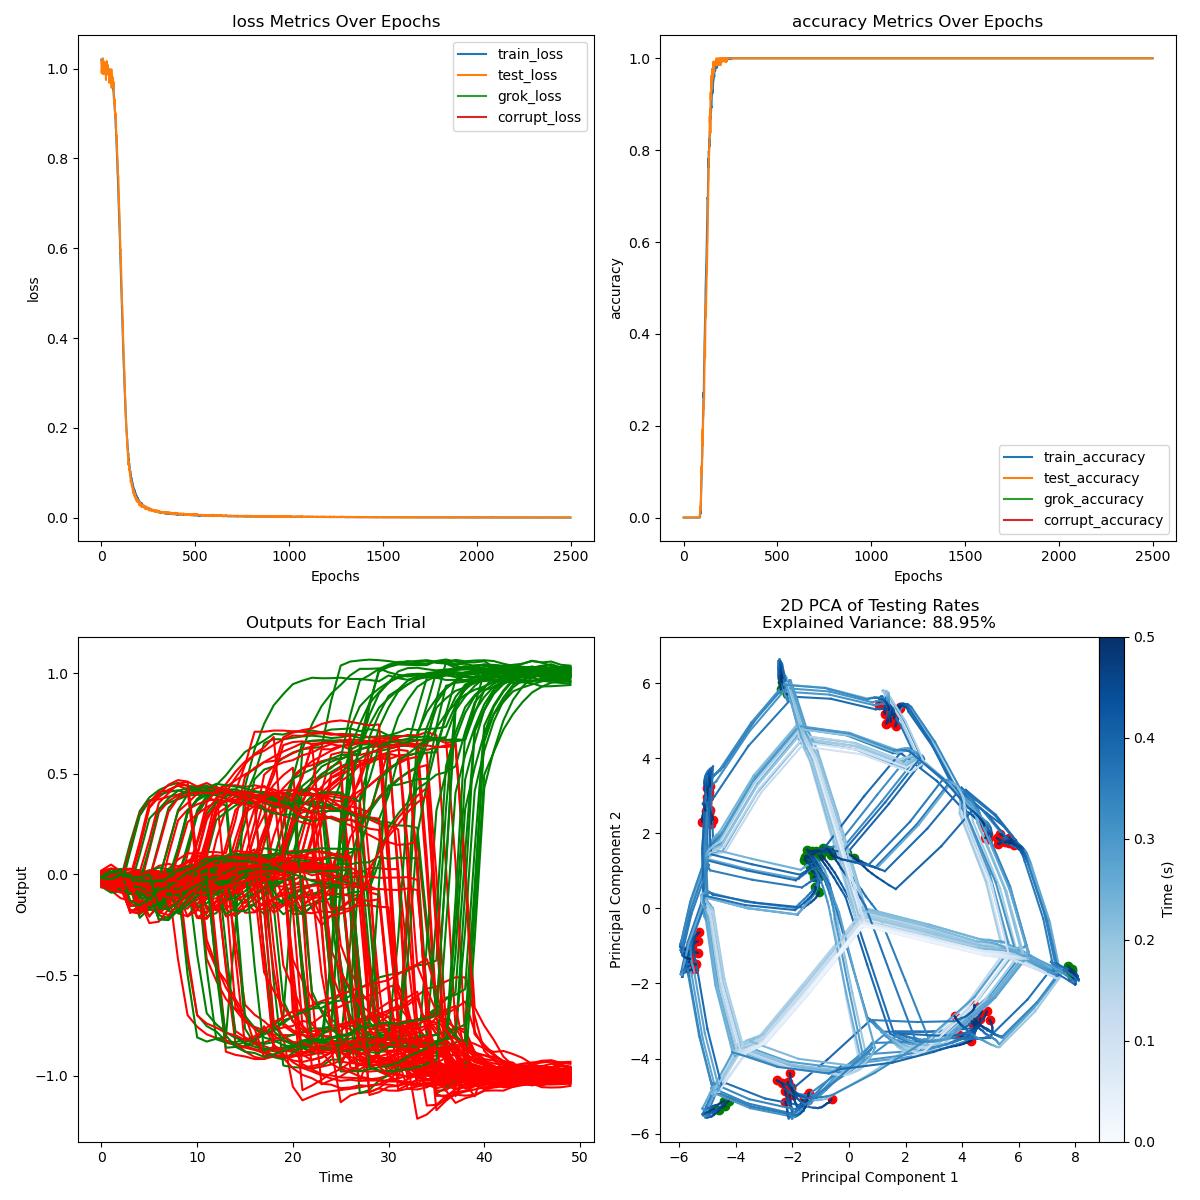 loss Metrics Over Epochs
train_loss
test_loss
grok_loss
corrupt_loss
loss
1.0
0.8
0.6
0.4
0.2
0.0
0 500 1000 1500 2000 2500
Epochs
accuracy Metrics Over Epochs
accuracy
1.0
0.8
0.6
0.4
0.2
0.0
train_accuracy
test_accuracy
grok_accuracy
corrupt_accuracy
0 500 1000 1500 2000 2500
Epochs
Outputs for Each Trial
Output
1.0
0.5
0.0
−0.5
−1.0
0 10 20 30 40 50
Time
2D PCA of Testing Rates
Explained Variance: 88.95%
Principal Component 2
6
4
2
0
−2
−4
−6
−6 −4 −2 0 2 4 6 8
Principal Component 1
0.5
0.4
0.3
0.2
0.1
0.0
Time (s)